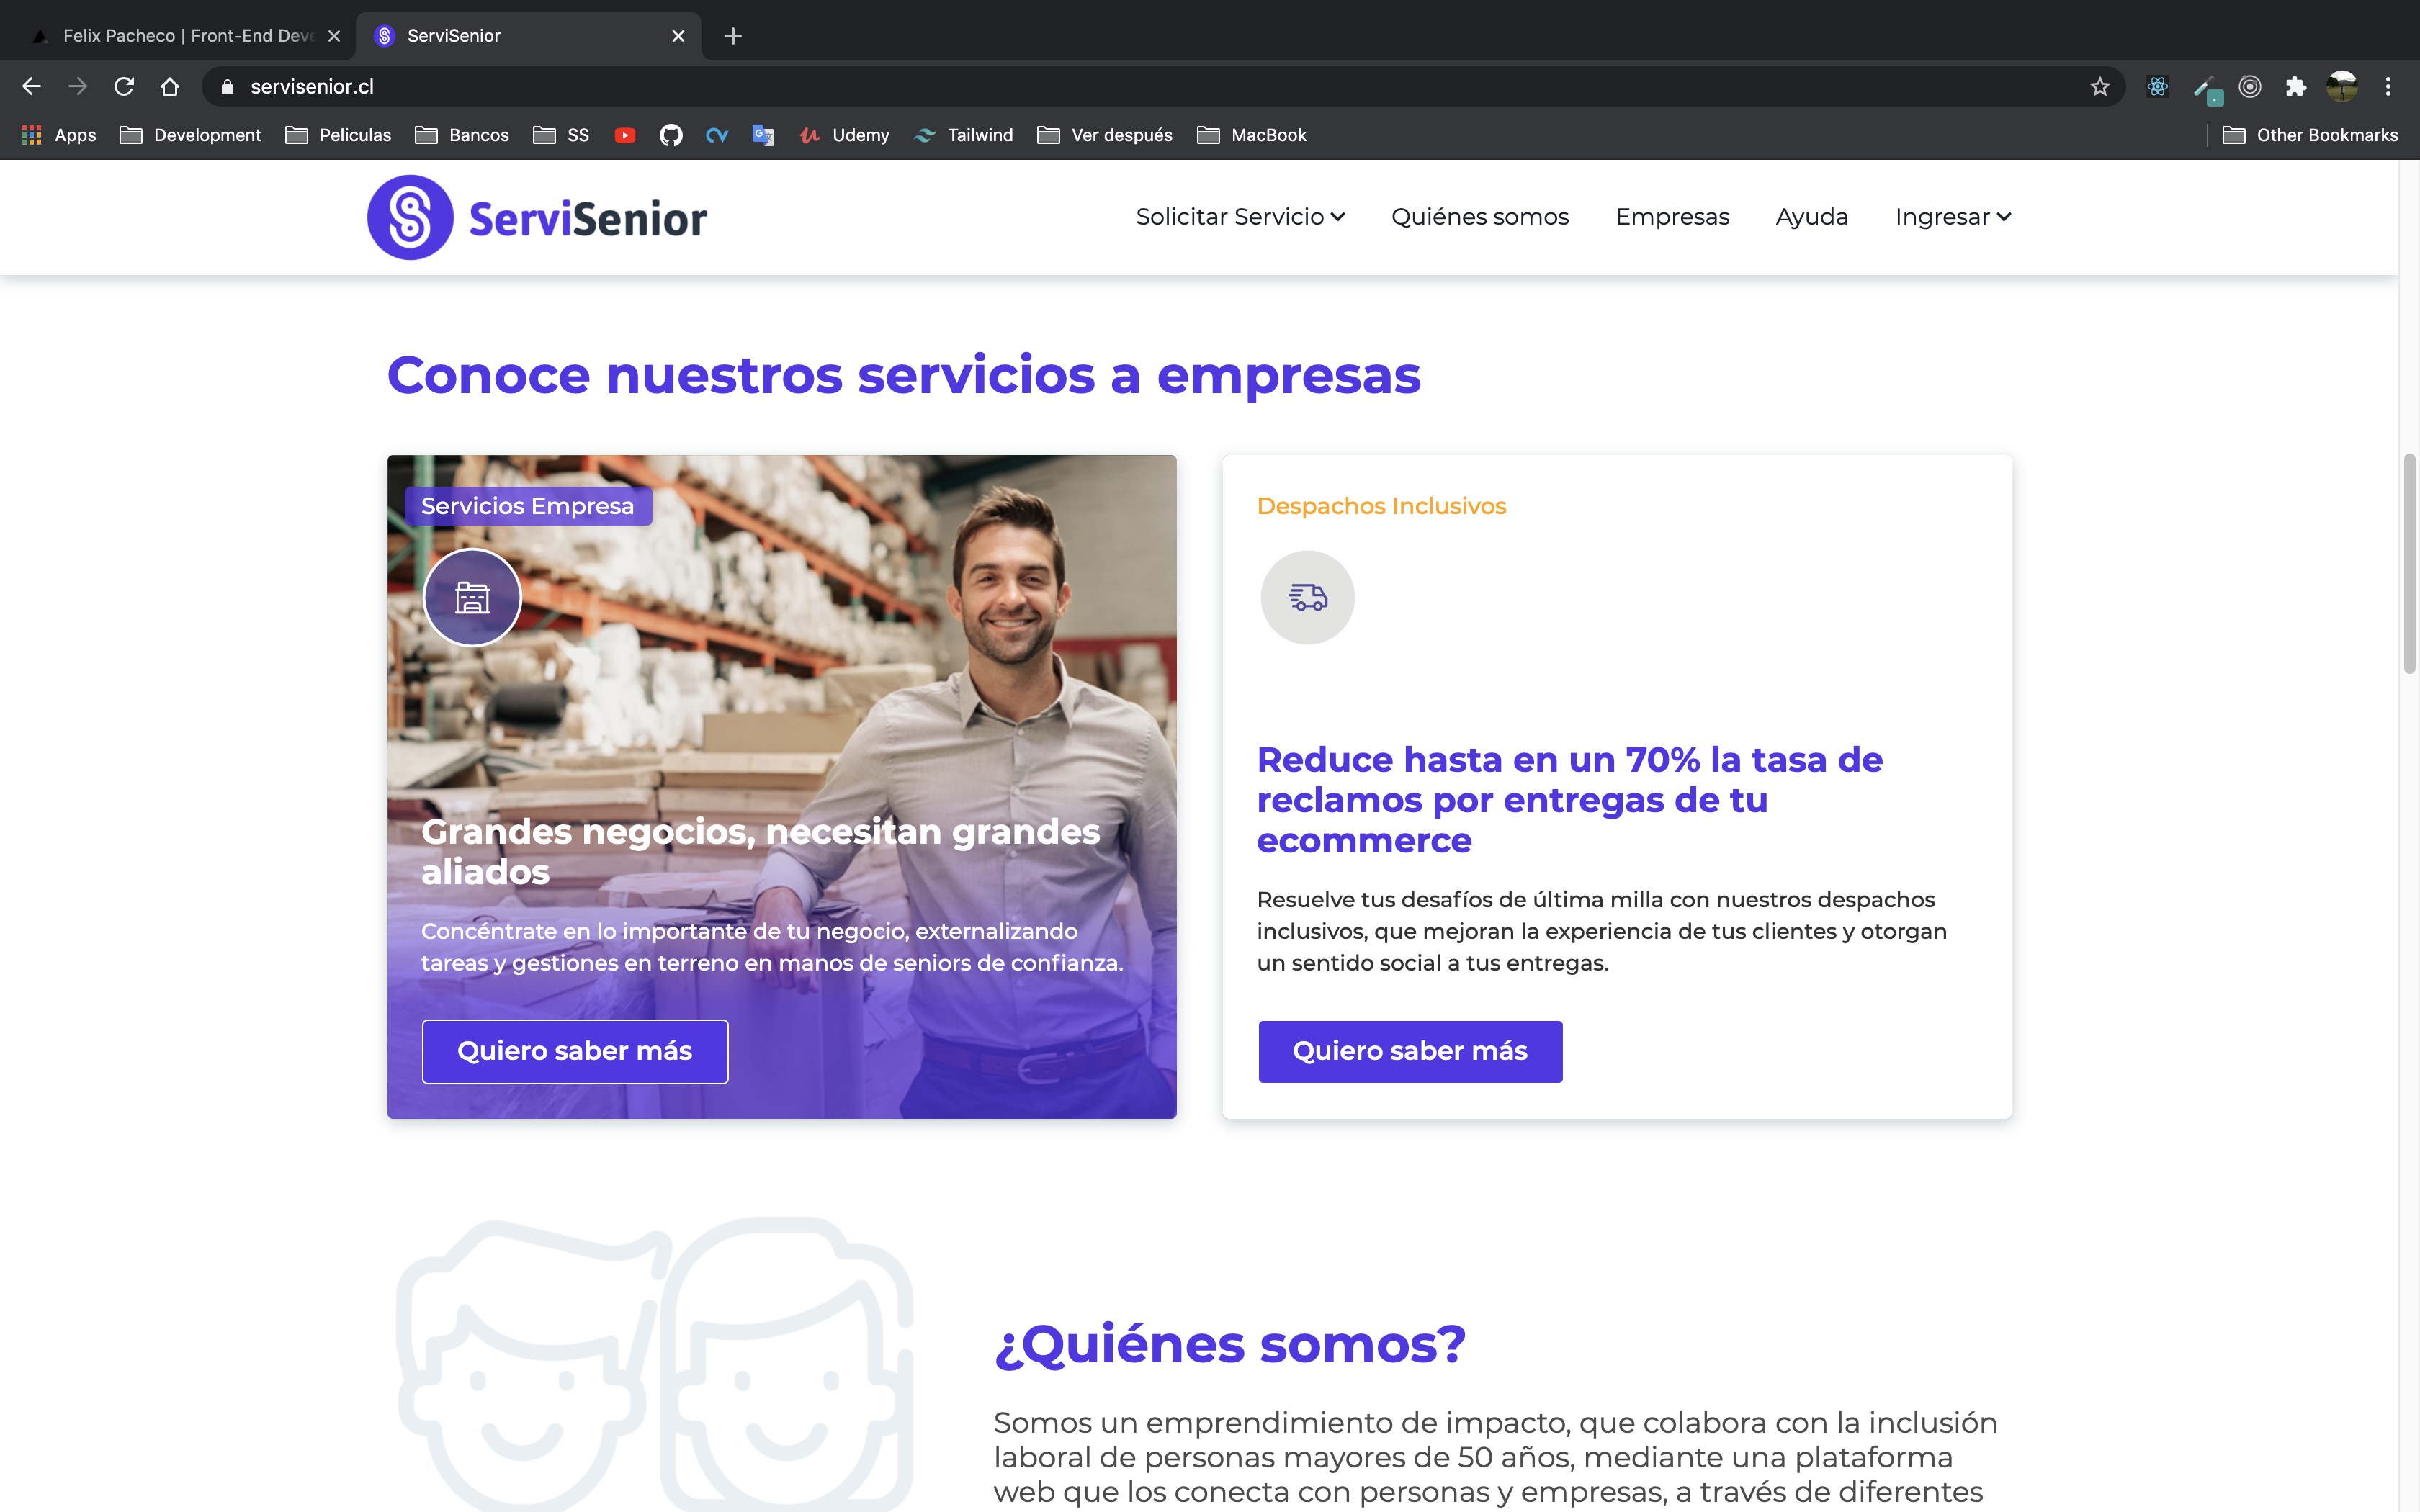 Felix Pacheco | Front-End Deve
ServiSenior
servisenior.cl
Apps
Development
Peliculas
Bancos
SS
Udemy
Tailwind
Ver después
MacBook
Other Bookmarks
ServiSenior
Solicitar Servicio
Quiénes somos
Empresas
Ayuda
Ingresar
Conoce nuestros servicios a empresas
Servicios Empresa
Grandes negocios, necesitan grandes
aliados
Concéntrate en lo importante de tu negocio, externalizando
tareas y gestiones en terreno en manos de seniors de confianza.
Quiero saber más
Despachos Inclusivos
Reduce hasta en un 70% la tasa de
reclamos por entregas de tu
ecommerce
Resuelve tus desafíos de última milla con nuestros despachos
inclusivos, que mejoran la experiencia de tus clientes y otorgan
un sentido social a tus entregas.
Quiero saber más
¿Quiénes somos?
Somos un emprendimiento de impacto, que colabora con la inclusión
laboral de personas mayores de 50 años, mediante una plataforma
web que los conecta con personas y empresas, a través de diferentes